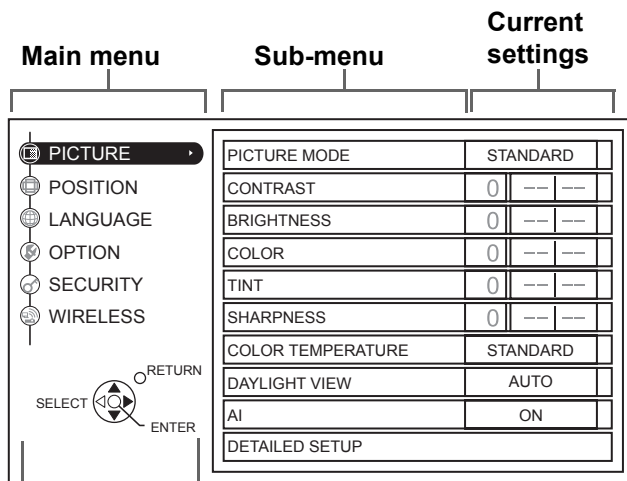 Main menu
Sub-menu
Current
settings
PICTURE
POSITION
LANGUAGE
OPTION
SECURITY
WIRELESS
RETURN
SELECT
ENTER
PICTURE MODE STANDARD
CONTRAST 0
BRIGHTNESS 0
COLOR 0
TINT 0
SHARPNESS 0
COLOR TEMPERATURE STANDARD
DAYLIGHT VIEW AUTO
AI ON
DETAILED SETUP